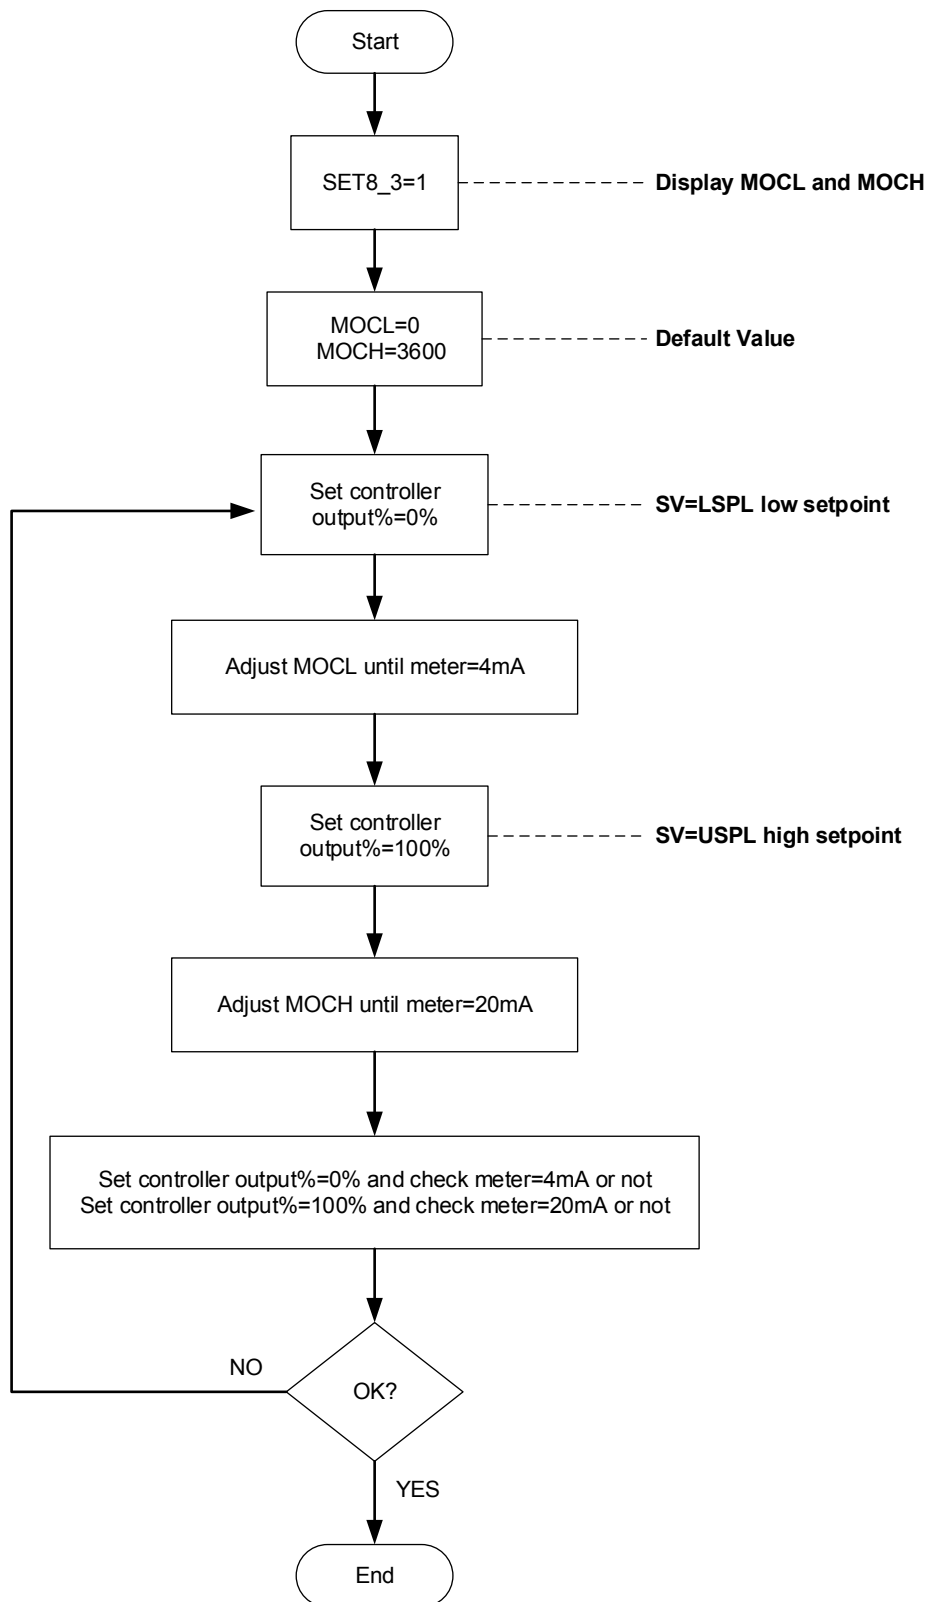 Start
SET8_3=1
Display MOCL and MOCH
MOCL=0
MOCH=3600
Default Value
Set controller
output%=0%
SV=LSPL low setpoint
Adjust MOCL until meter=4mA
Set controller
output%=100%
SV=USPL high setpoint
Adjust MOCH until meter=20mA
Set controller output%=0% and check meter=4mA or not
Set controller output%=100% and check meter=20mA or not
NO
OK?
YES
End